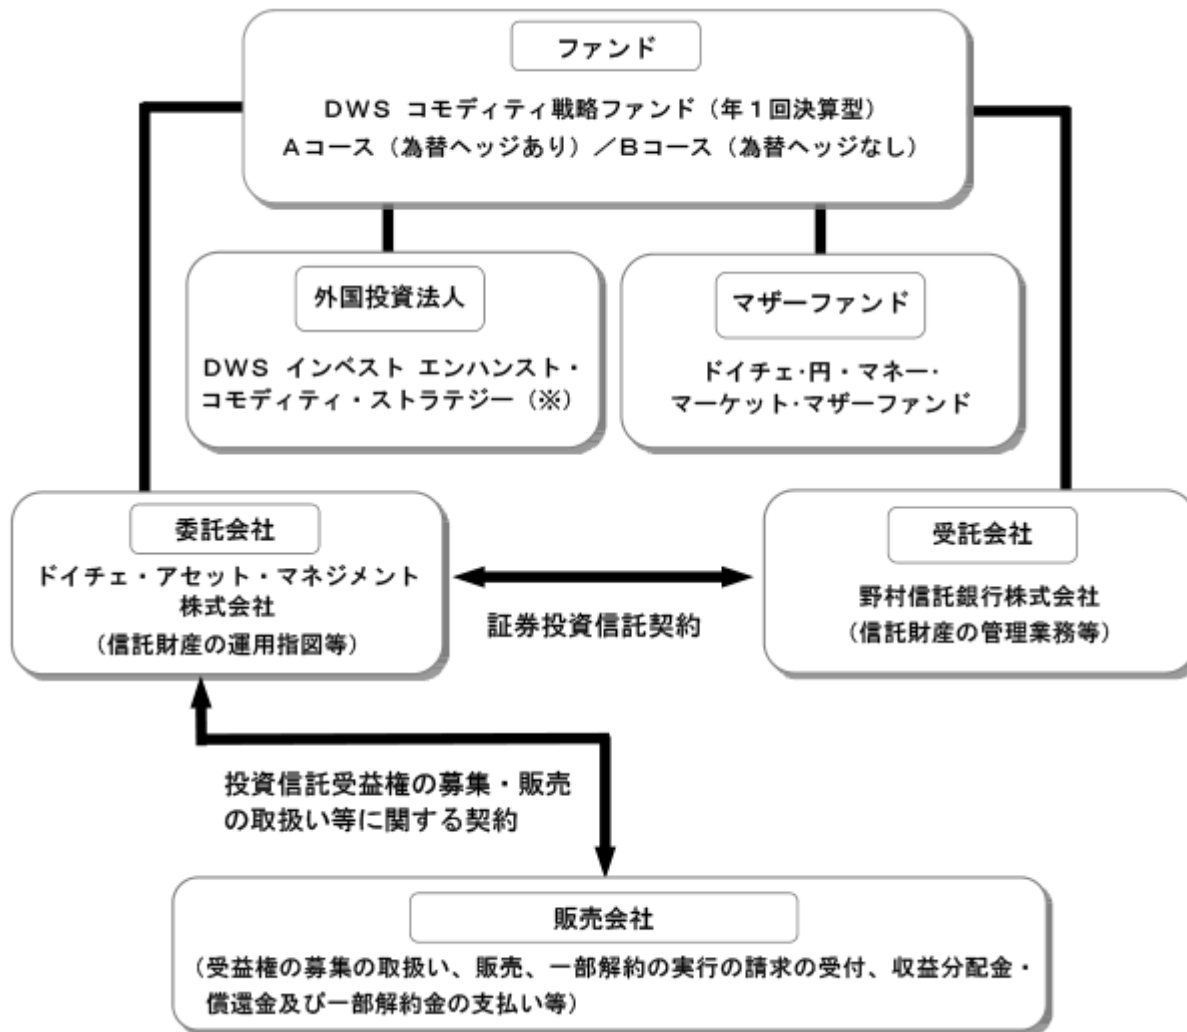 ファンド
DWS コモディティ戦略ファンド（年１回決算型）
Ａコース（為替ヘッジあり）／Ｂコース（為替ヘッジなし）
外国投資法人
DWS インベスト エンハンスト・
コモディティ・ストラテジー（※）
マザーファンド
ドイチェ・円・マネー・
マーケット・マザーファンド
委託会社
ドイチェ・アセット・マネジメント
株式会社
（信託財産の運用指図等）
証券投資信託契約
受託会社
野村信託銀行株式会社
（信託財産の管理業務等）
投資信託受益権の募集・販売
の取扱い等に関する契約
販売会社
（受益権の募集の取扱い、販売、一部解約の実行の請求の受付、収益分配金・
償還金及び一部解約金の支払い等）